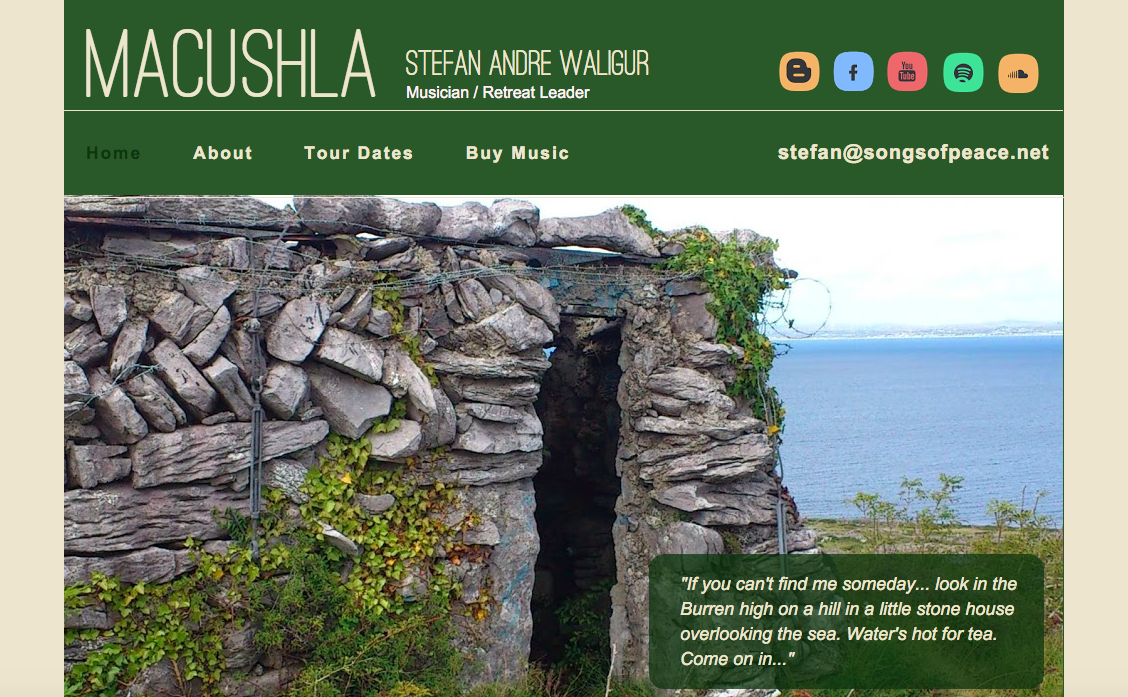 MACUSHLA
STEFAN ANDRE WALIGUR
Musician / Retreat Leader
You
Tube
Home
About
Tour Dates
Buy Music
stefan@songsofpeace.net
"If you can't find me someday... look in the
Burren high on a hill in a little stone house
overlooking the sea. Water's hot for tea.
Come on in..."